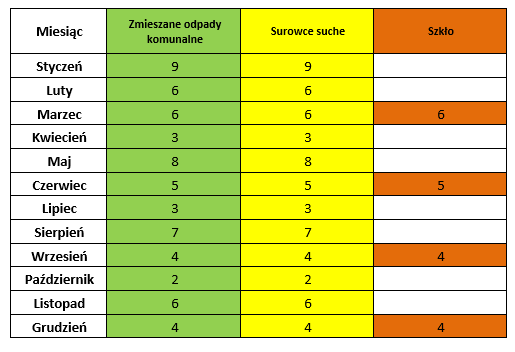 Miesiąc Zmieszane odpady komunalne Surowce suche Szkło
Styczeń 9 9
Luty 6 6
Marzec 6 6 6
Kwiecień 3 3
Maj 8 8
Czerwiec 5 5 5
Lipiec 3 3
Sierpień 7 7
Wrzesień 4 4 4
Październik 2 2
Listopad 6 6
Grudzień 4 4 4